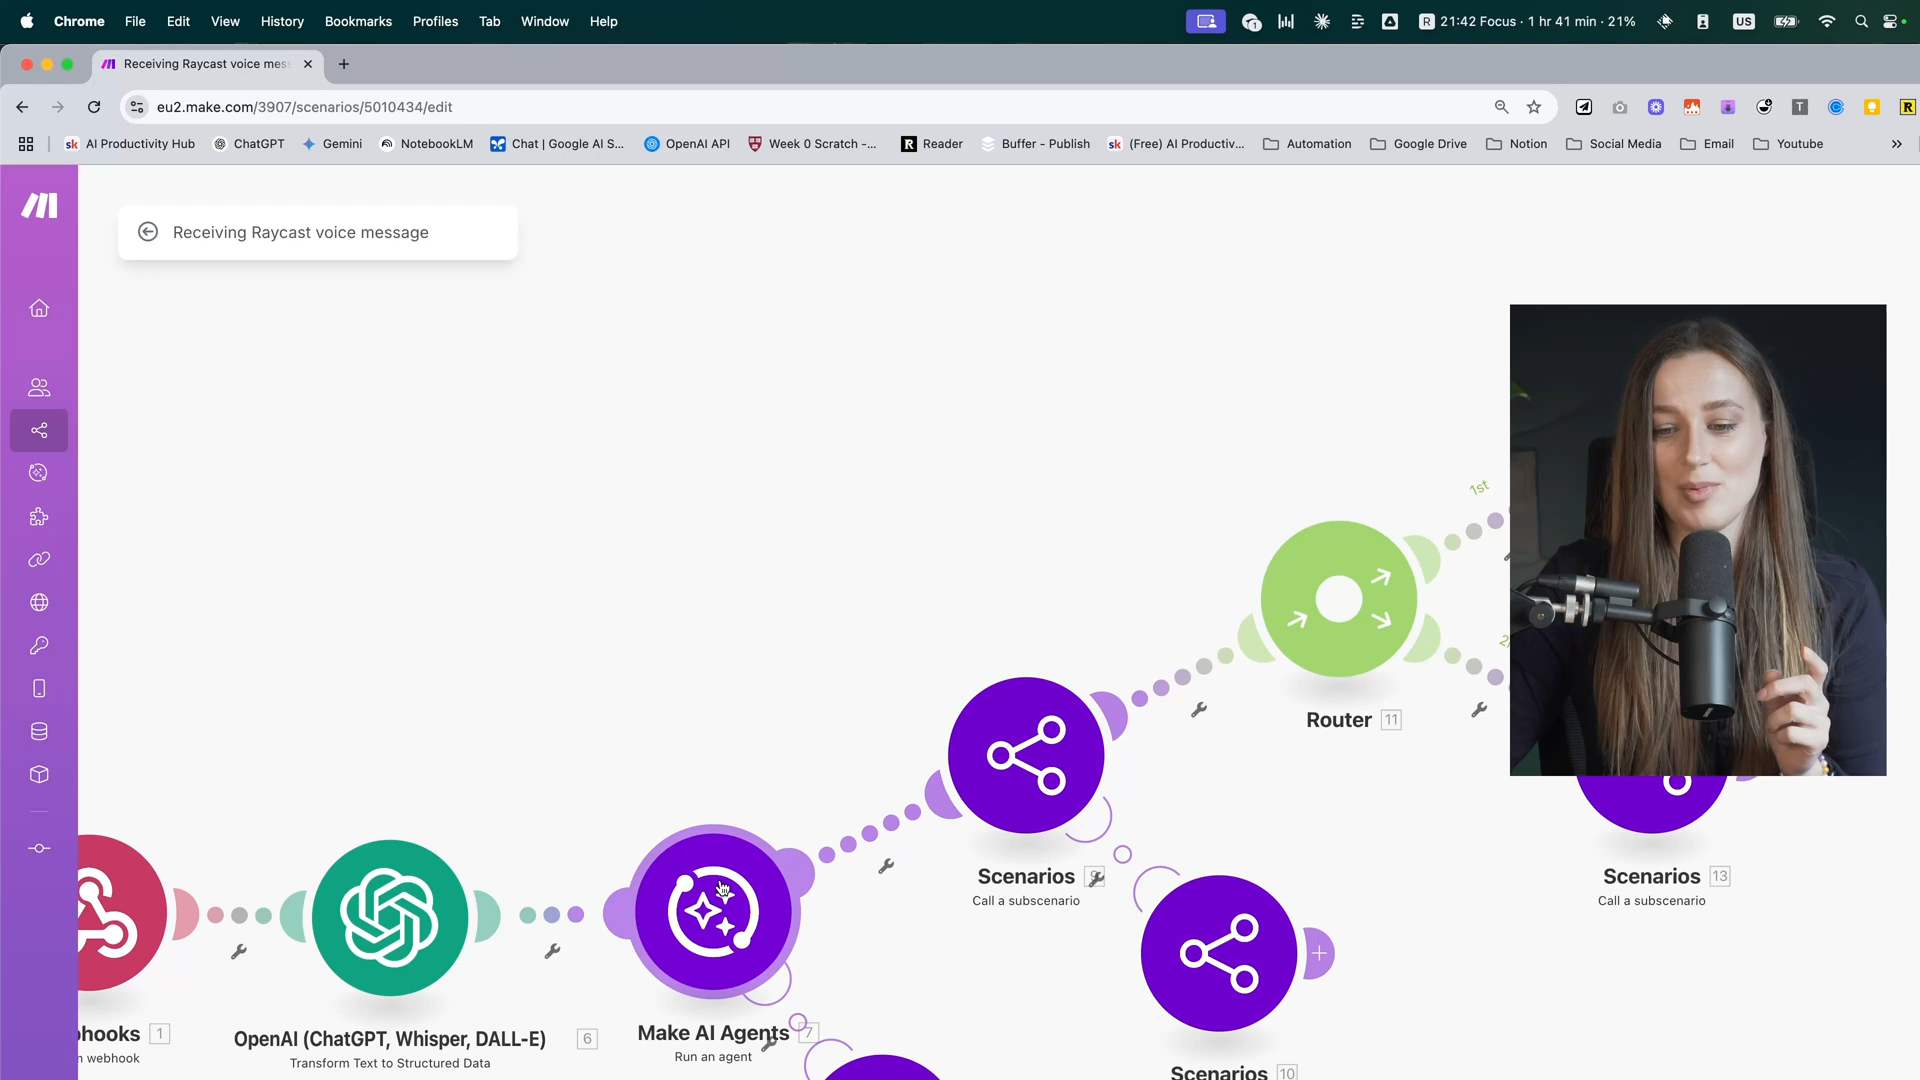 Chrome File Edit View History Bookmarks Profiles Tab Window Help
1
R 21:42 Focus · 1 hr 41 min · 21%
US
Receiving Raycast voice mes
eu2.make.com/3907/scenarios/5010434/edit
T
R
sk AI Productivity Hub ChatGPT Gemini NotebookLM Chat | Google AI S... OpenAI API Week 0 Scratch -... R Reader Buffer - Publish sk (Free) AI Productiv... Automation Google Drive Notion Social Media Email Youtube
Receiving Raycast voice message
1st
Router 11
Scenarios
Call a subscenario
Scenarios 13
Call a subscenario
hooks 1
webhook
OpenAI (ChatGPT, Whisper, DALL-E) 6
Transform Text to Structured Data
Make AI Agents 7
Run an agent
Scenarios 10